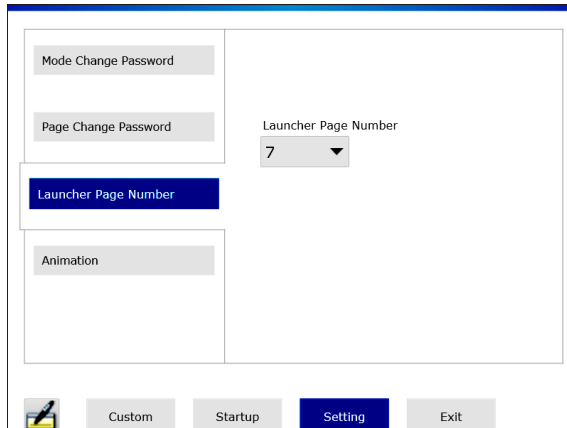 Mode Change Password
Page Change Password
Launcher Page Number
7
Launcher Page Number
Animation
Custom
Startup
Setting
Exit